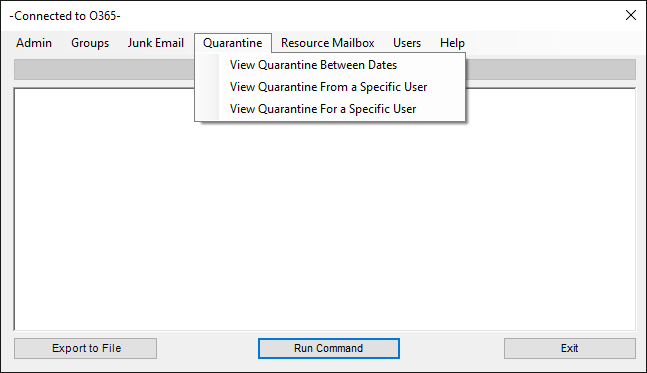 -Connected to O365-
Admin Groups Junk Email Quarantine Resource Mailbox Users Help
View Quarantine Between Dates
View Quarantine From a Specific User
View Quarantine For a Specific User
Export to File Run Command Exit